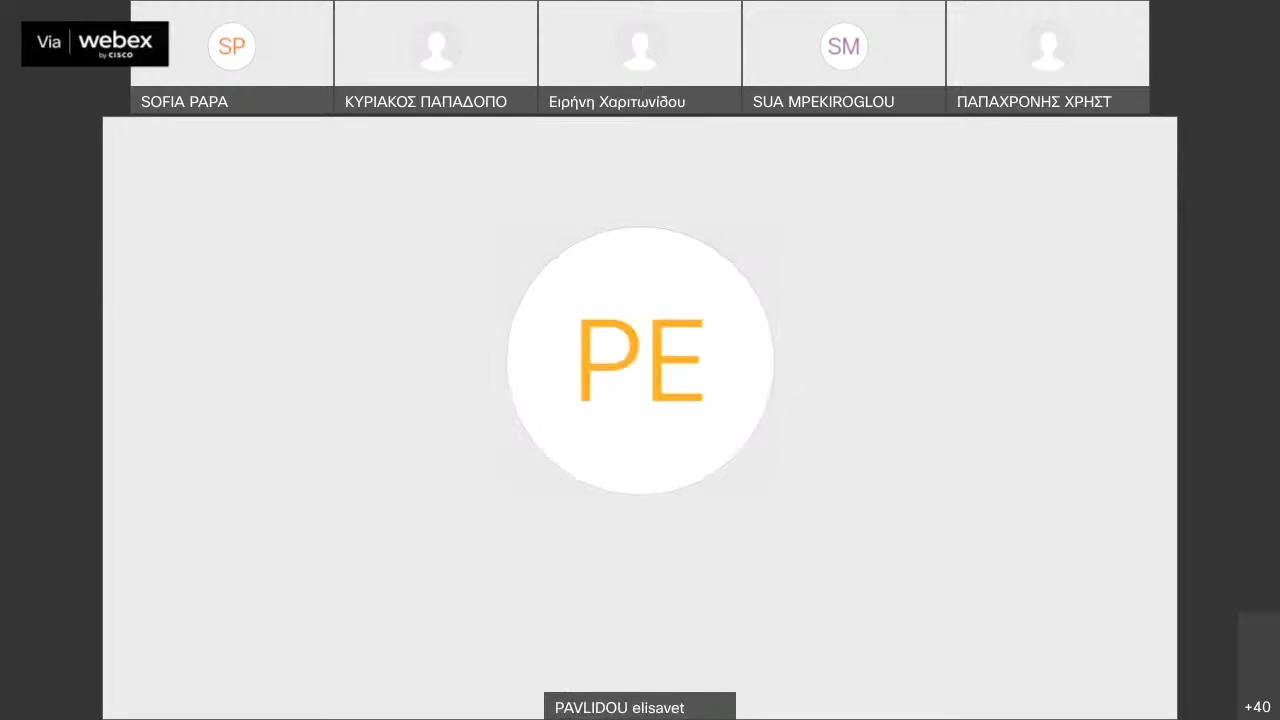 Via webex
by CISCO
SP
SM
SOFIA PAPA
ΚΥΡΙΑΚΟΣ ΠΑΠΑΔΟΠΟ
Ειρήνη Χαριτωνίδου
SUA MPEKIROGLOU
ΠΑΠΑΧΡΟΝΗΣ ΧΡΗΣΤ
PE
PAVLIDOU elisavet
+40